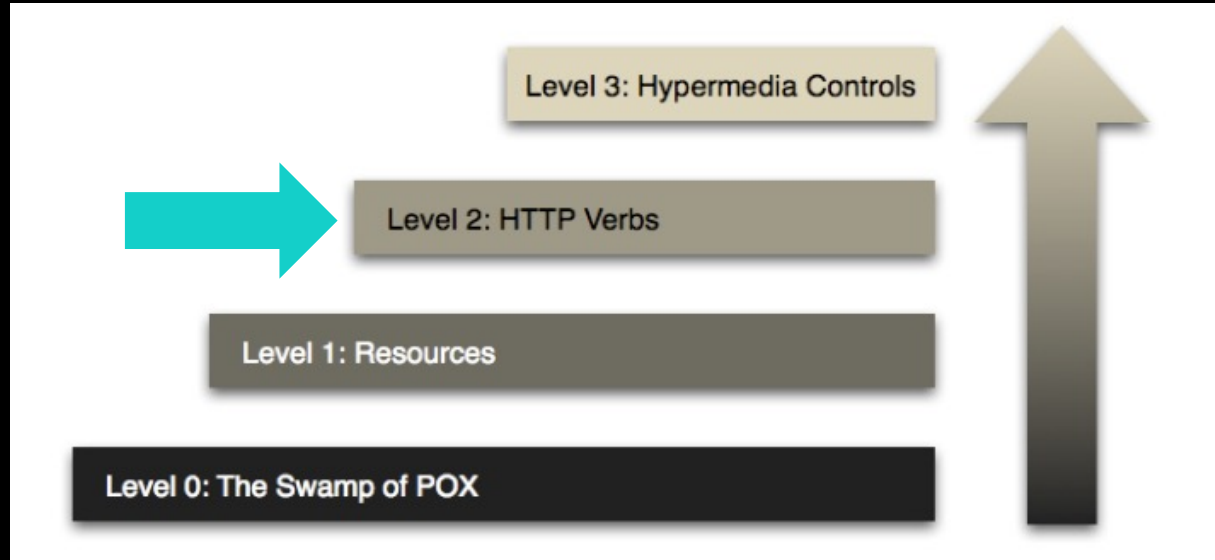 Level 3: Hypermedia Controls
Level 2: HTTP Verbs
Level 1: Resources
Level 0: The Swamp of POX